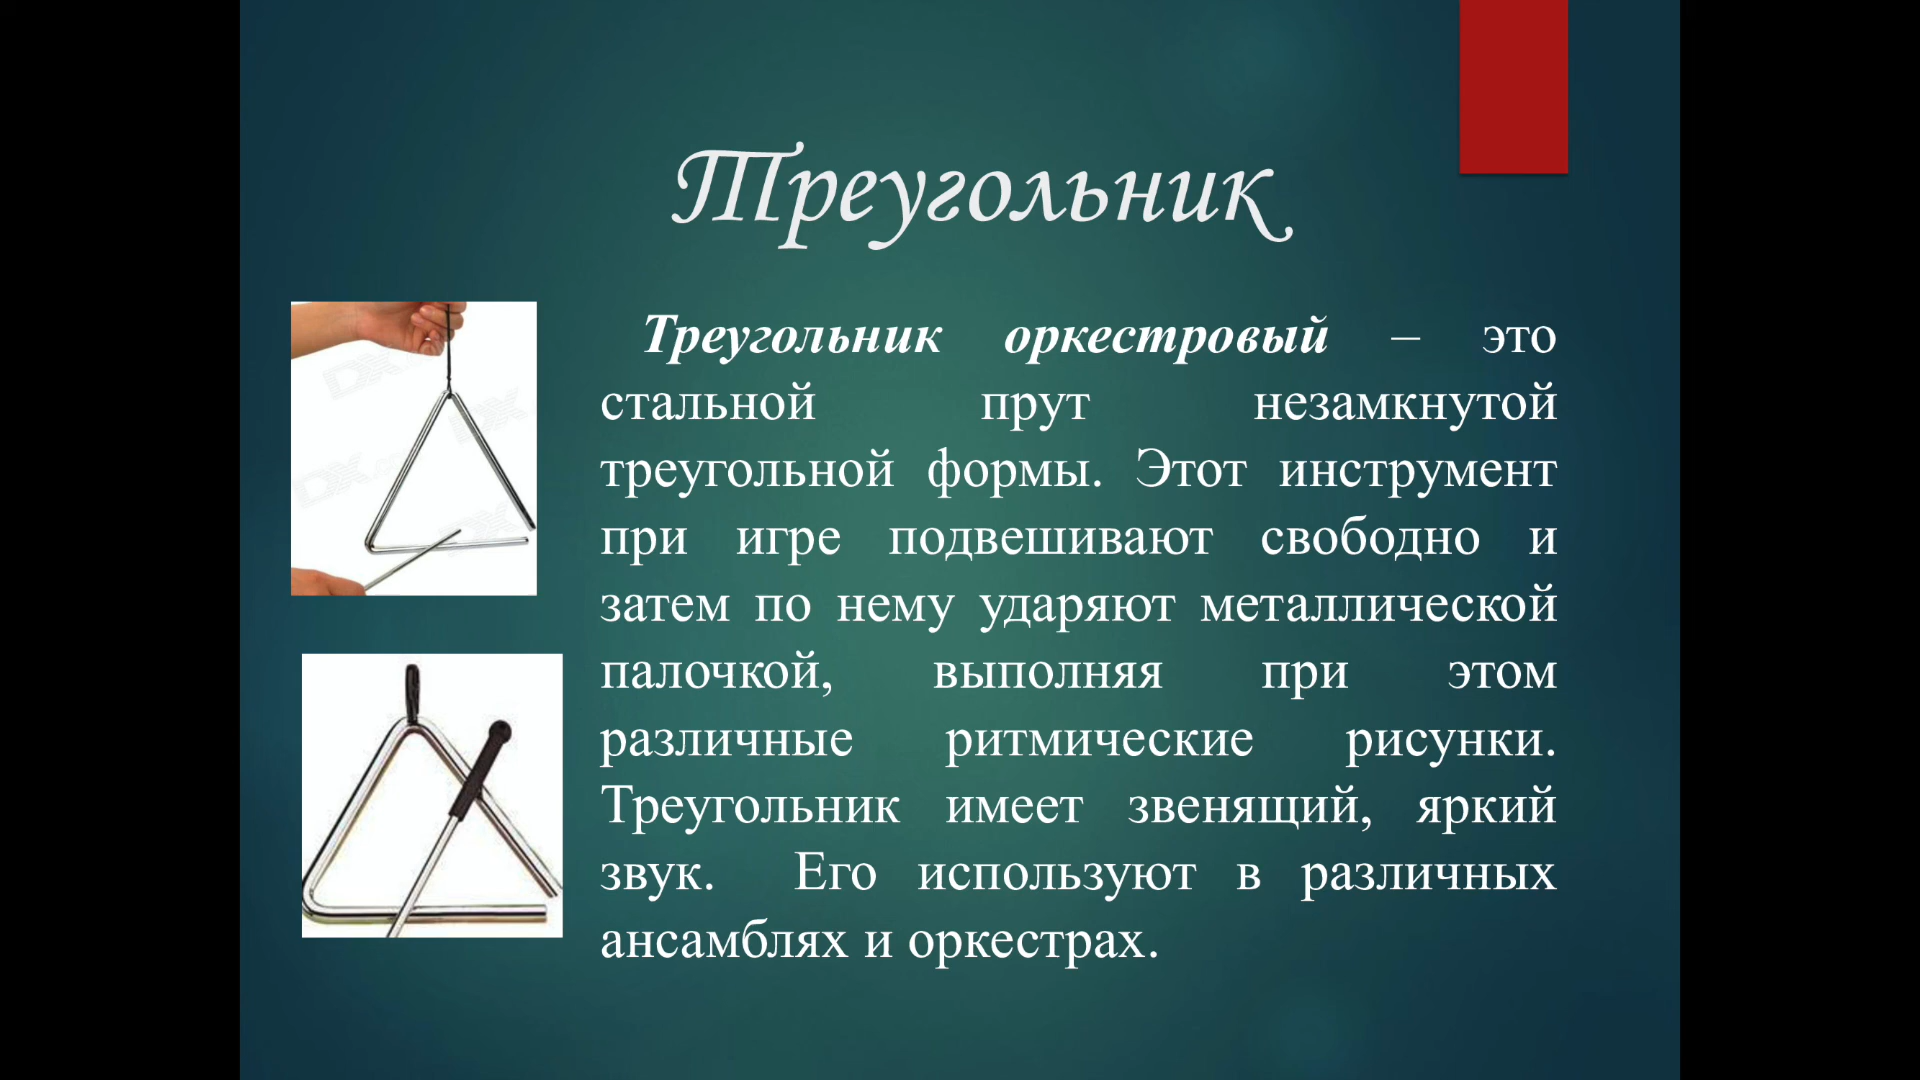 Треугольник
Треугольник оркестровый – это
стальной прут незамкнутой
треугольной формы. Этот инструмент
при игре подвешивают свободно и
затем по нему ударяют металлической
палочкой, выполняя при этом
различные ритмические рисунки.
Треугольник имеет звенящий, яркий
звук. Его используют в различных
ансамблях и оркестрах.